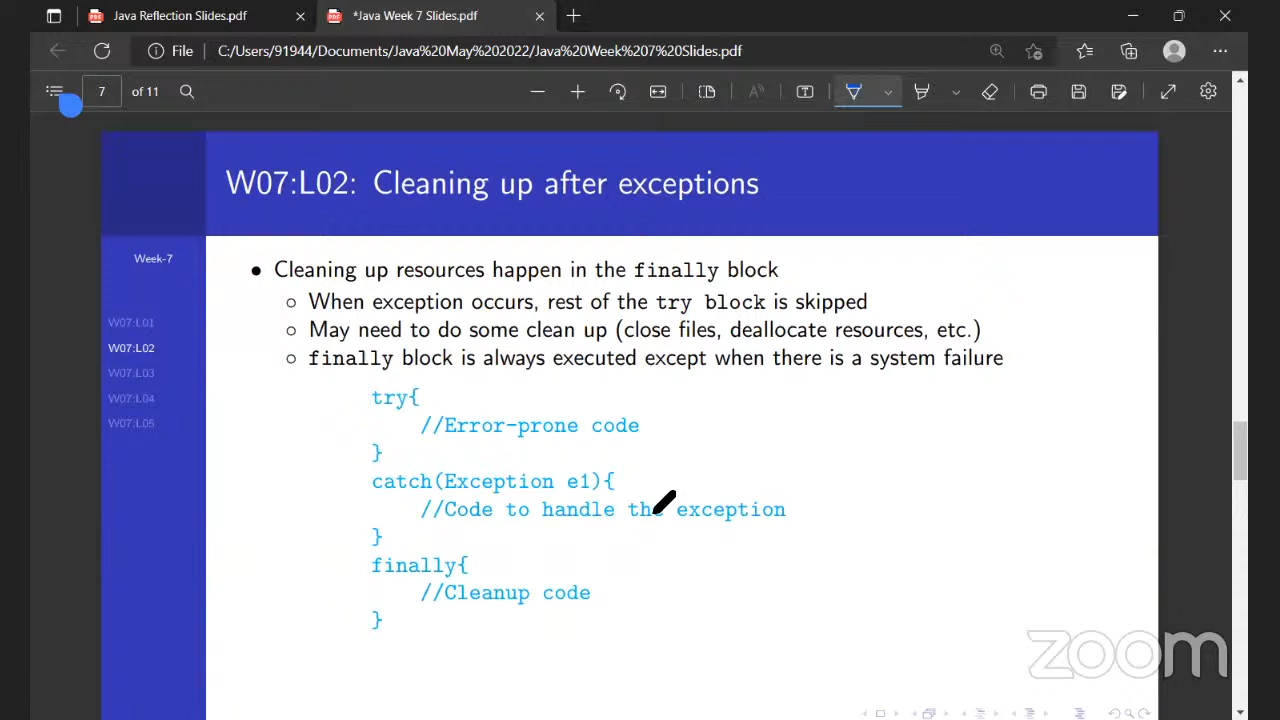 Java Reflection Slides.pdf
*Java Week 7 Slides.pdf
File
C:/Users/91944/Documents/Java%20May%202022/Java%20Week%207%20Slides.pdf
7 of 11
W07:L02: Cleaning up after exceptions
Week-7
W07:L01
W07:L02
W07:L03
W07:L04
W07:L05
• Cleaning up resources happen in the finally block
○ When exception occurs, rest of the try block is skipped
○ May need to do some clean up (close files, deallocate resources, etc.)
○ finally block is always executed except when there is a system failure
try{
//Error-prone code
}
catch(Exception e1){
//Code to handle the exception
}
finally{
//Cleanup code
}
zoom